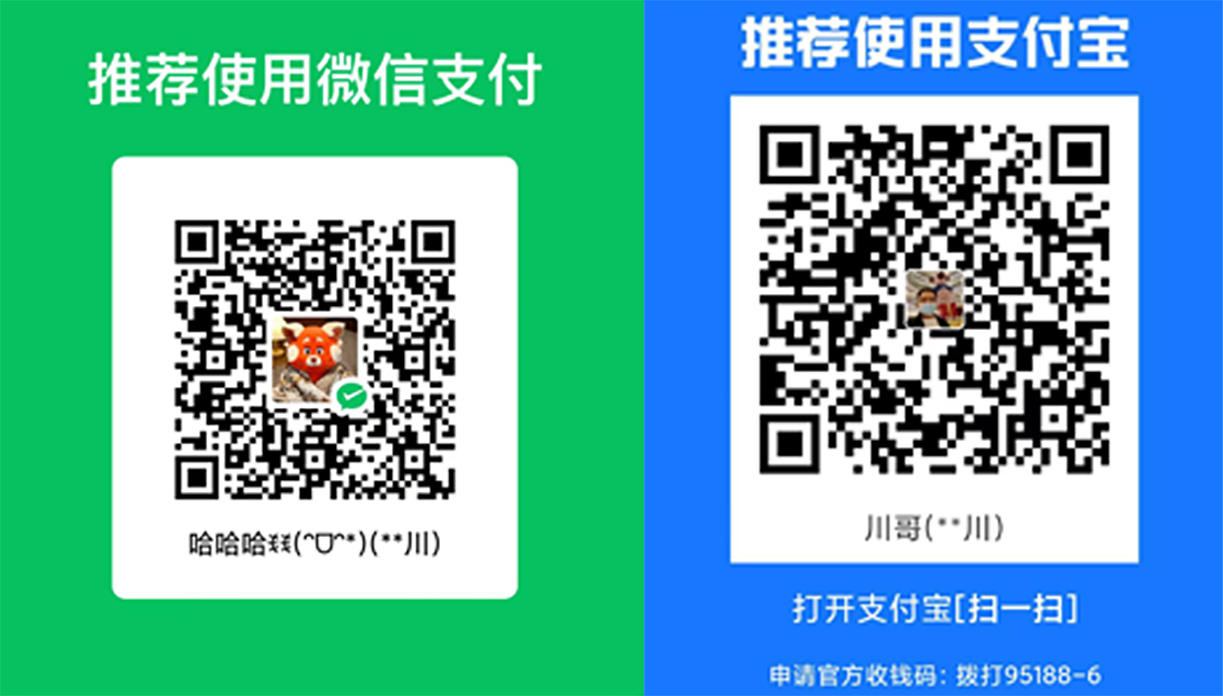 推荐使用微信支付
哈哈哈(ˆᗜˆ*)(**川)
推荐使用支付宝
川哥(**川)
打开支付宝[扫一扫]
申请官方收钱码：拨打95188-6